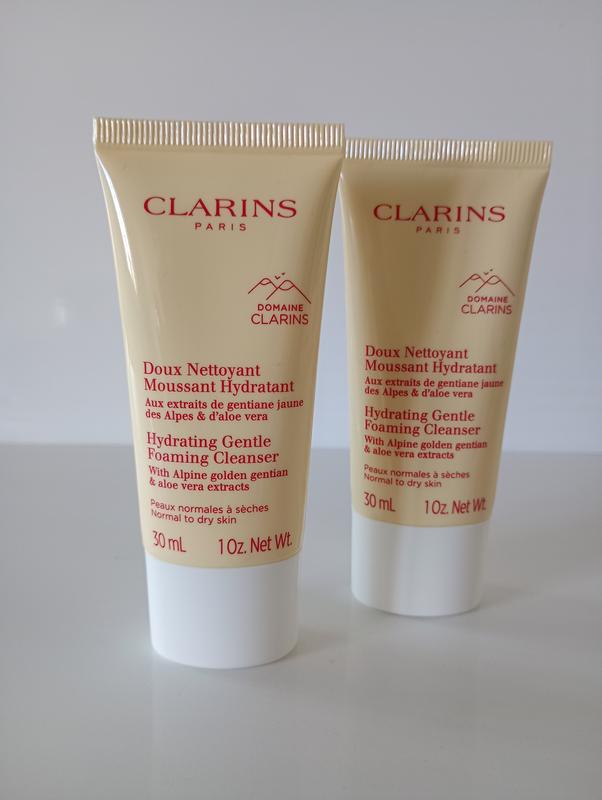 CLARINS
PARIS
DOMAINE
CLARINS
Doux Nettoyant
Moussant Hydratant
Aux extraits de gentiane jaune
des Alpes & d'aloe vera
Hydrating Gentle
Foaming Cleanser
With Alpine golden gentian
& aloe vera extracts
Peaux normales à sèches
Normal to dry skin
30 mL 1 Oz. Net Wt.
CLARINS
PARIS
DOMAINE
CLARINS
Doux Nettoyant
Moussant Hydratant
Aux extraits de gentiane jaune
des Alpes & d'aloe vera
Hydrating Gentle
Foaming Cleanser
With Alpine golden gentian
& aloe vera extracts
Peaux normales à sèches
Normal to dry skin
30 mL 1 Oz. Net Wt.